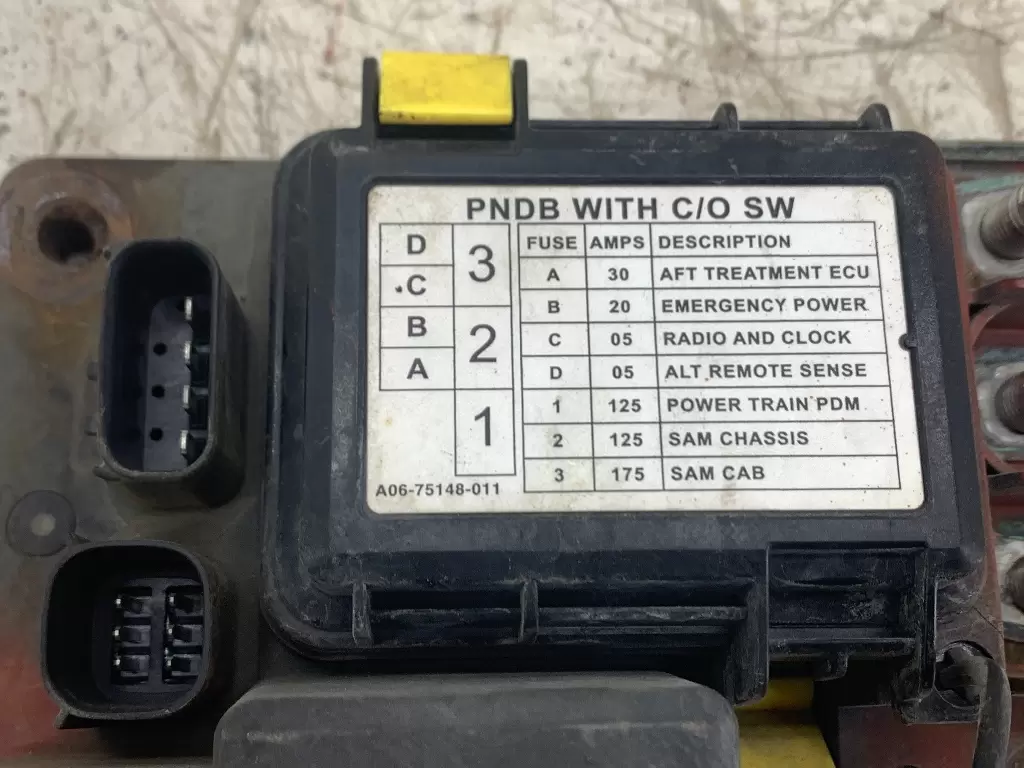 PNDB WITH C/O SW
D
C
B
A
3
2
1
FUSE AMPS DESCRIPTION
A 30 AFT TREATMENT ECU
B 20 EMERGENCY POWER
C 05 RADIO AND CLOCK
D 05 ALT REMOTE SENSE
1 125 POWER TRAIN PDM
2 125 SAM CHASSIS
3 175 SAM CAB
A06-75148-011